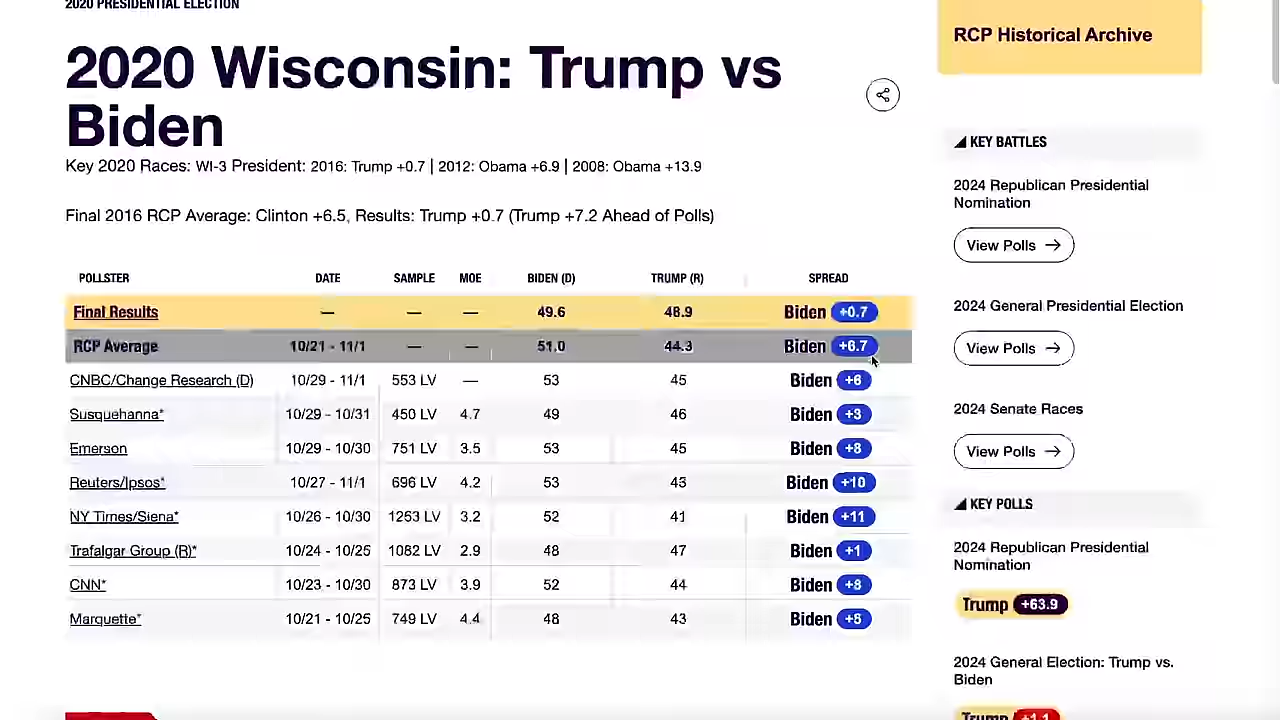 2020 PRESIDENTIAL ELECTION
2020 Wisconsin: Trump vs
Biden
Key 2020 Races: WI-3 President: 2016: Trump +0.7 | 2012: Obama +6.9 | 2008: Obama +13.9
Final 2016 RCP Average: Clinton +6.5, Results: Trump +0.7 (Trump +7.2 Ahead of Polls)
POLLSTER DATE SAMPLE MOE BIDEN (D) TRUMP (R) SPREAD
Final Results — — — 49.6 48.9 Biden +0.7
RCP Average 10/21 - 11/1 — — 51.0 44.3 Biden +6.7
CNBC/Change Research (D) 10/29 - 11/1 553 LV — 53 45 Biden +8
Susquehanna* 10/29 - 10/31 450 LV 4.7 49 46 Biden +3
Emerson 10/29 - 10/30 751 LV 3.5 53 45 Biden +8
Reuters/Ipsos* 10/27 - 11/1 696 LV 4.2 53 43 Biden +10
NY Times/Siena* 10/26 - 10/30 1253 LV 3.2 52 41 Biden +11
Trafalgar Group (R)* 10/24 - 10/25 1082 LV 2.9 48 47 Biden +1
CNN* 10/23 - 10/30 873 LV 3.9 52 44 Biden +8
Marquette* 10/21 - 10/25 749 LV 4.4 48 43 Biden +5
RCP Historical Archive
KEY BATTLES
2024 Republican Presidential
Nomination
View Polls →
2024 General Presidential Election
View Polls →
2024 Senate Races
View Polls →
KEY POLLS
2024 Republican Presidential
Nomination
Trump +63.9
2024 General Election: Trump vs.
Biden
Trump +1.1